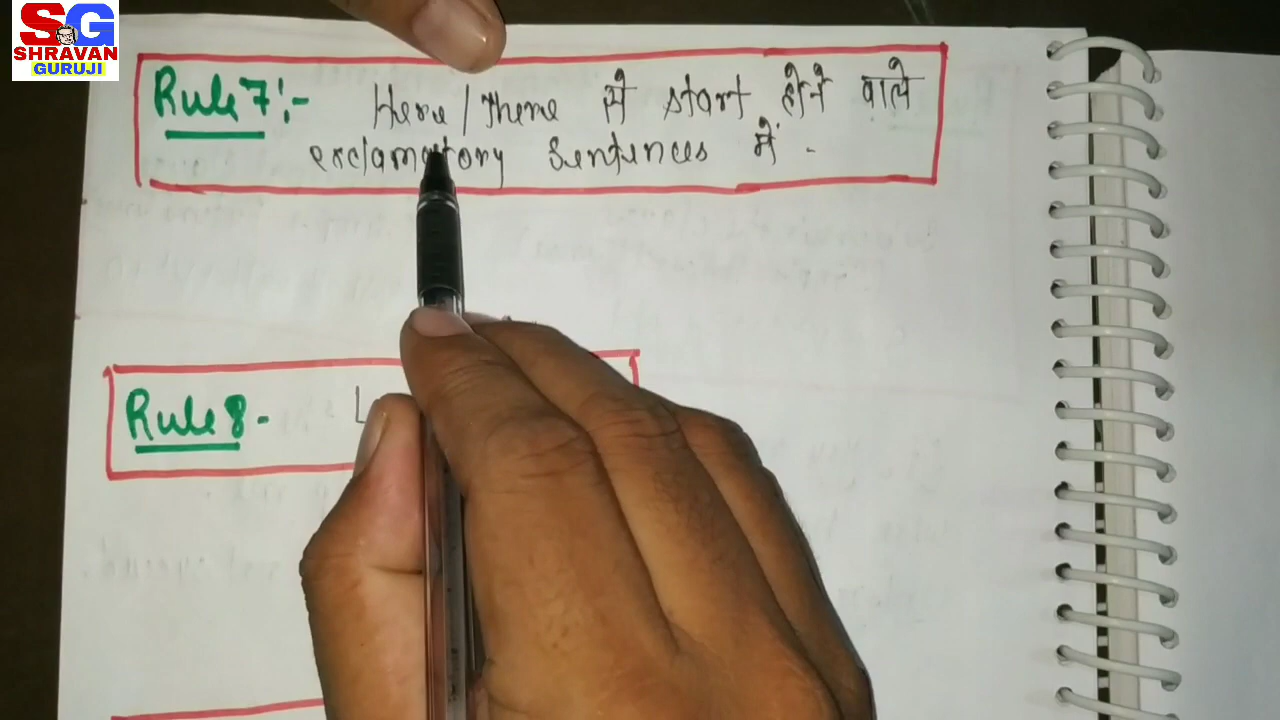 SG
SHRAVAN
GURUJI
Rule 7:- Here/There से start होने वाले
exclamatory sentences में -
Rule 8-